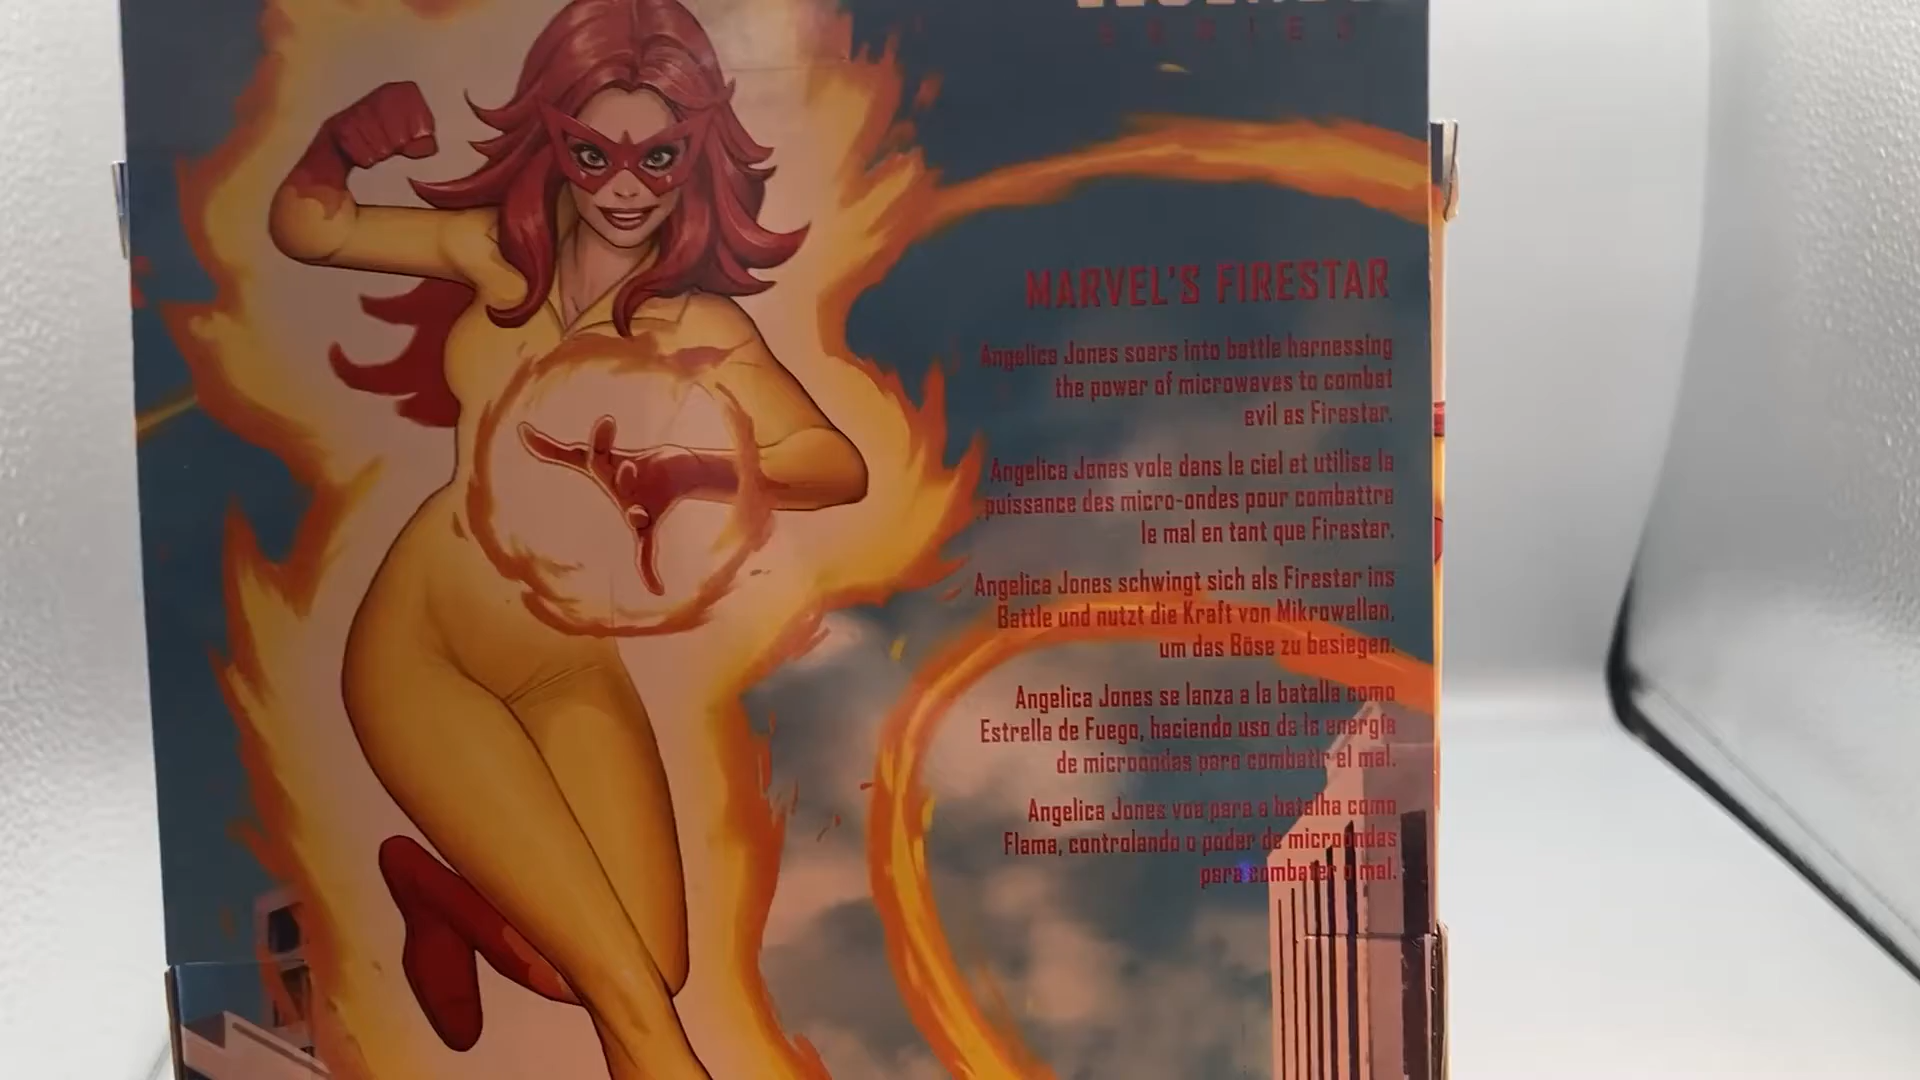 SERIES
MARVEL'S FIRESTAR
Angelica Jones soars into battle harnessing
the power of microwaves to combat
evil as Firestar.
Angelica Jones vole dans le ciel et utilise la
puissance des micro-ondes pour combattre
le mal en tant que Firestar.
Angelica Jones schwingt sich als Firestar ins
Battle und nutzt die Kraft von Mikrowellen,
um das Böse zu besiegen.
Angelica Jones se lanza a la batalla como
Estrella de Fuego, haciendo uso de la energía
de microondas para combatir el mal.
Angelica Jones voa para a batalha como
Flama, controlando o poder de microondas
para combater o mal.